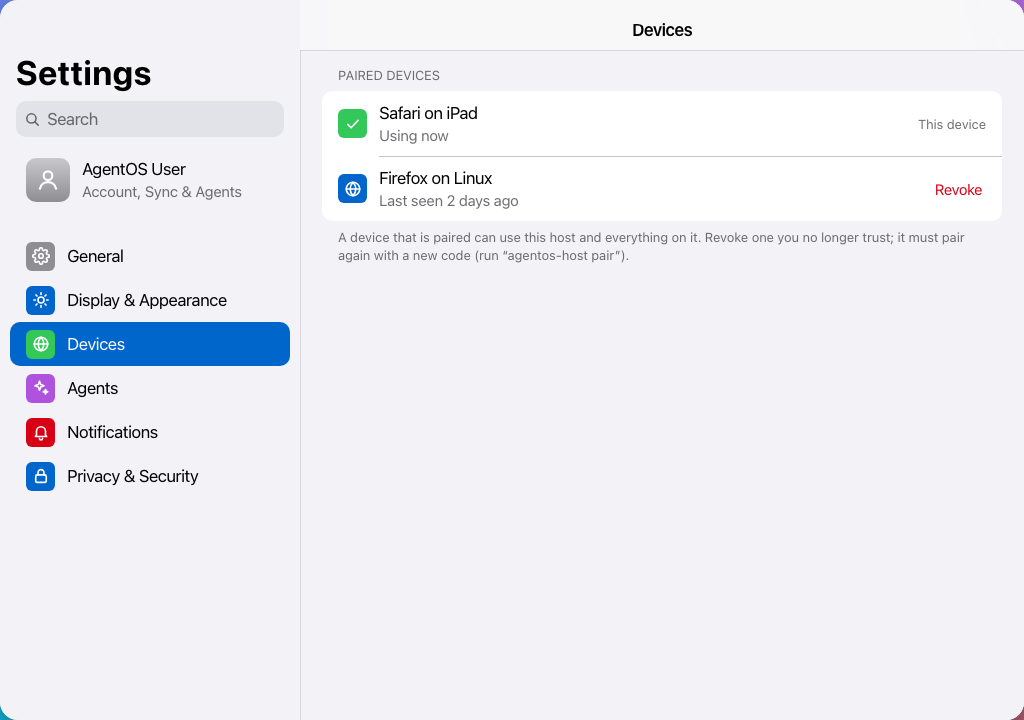 Settings
Search
AgentOS User
Account, Sync & Agents
General
Display & Appearance
Devices
Agents
Notifications
Privacy & Security
Devices
PAIRED DEVICES
Safari on iPad
Using now
This device
Firefox on Linux
Last seen 2 days ago
Revoke
A device that is paired can use this host and everything on it. Revoke one you no longer trust; it must pair
again with a new code (run “agentos-host pair”).